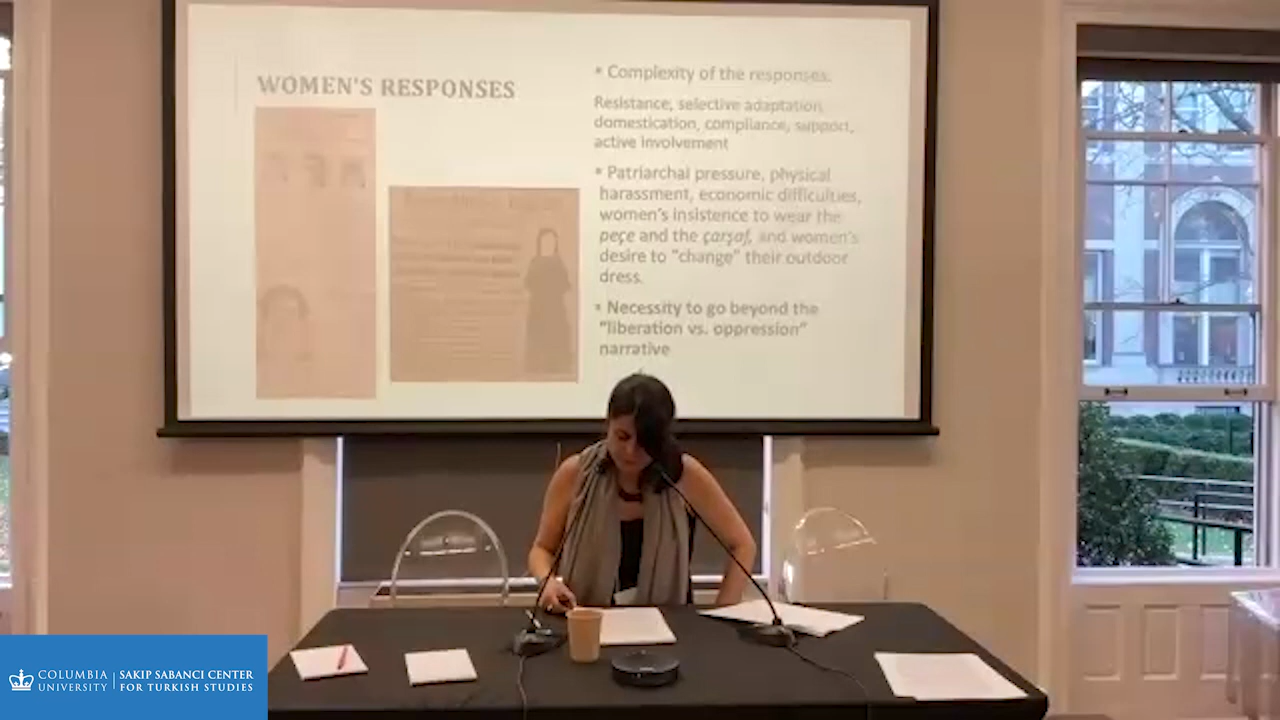 WOMEN'S RESPONSES
• Complexity of the responses:
Resistance, selective adaptation,
domestication, compliance, support,
active involvement
• Patriarchal pressure, physical
harassment, economic difficulties,
women's insistence to wear the
peçe and the çarşaf, and women's
desire to "change" their outdoor
dress.
• Necessity to go beyond the
"liberation vs. oppression"
narrative
COLUMBIA
UNIVERSITY
SAKIP SABANCI CENTER
FOR TURKISH STUDIES